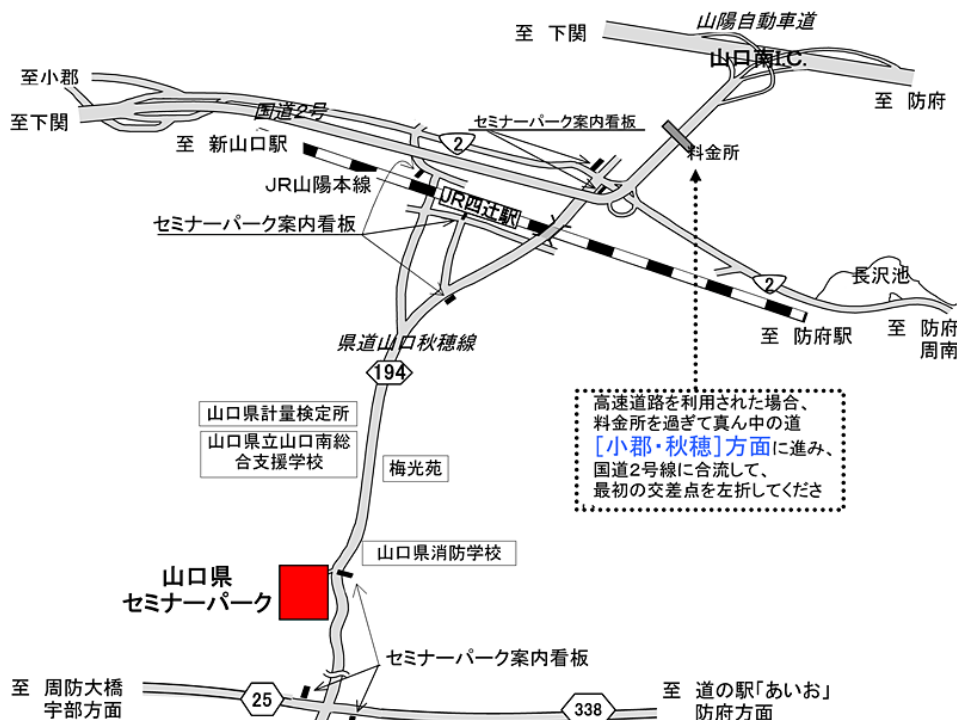 山陽自動車道
至 下関
山口南I.C.
至小郡
至 防府
国道2号
至下関
セミナーパーク案内看板
2
至 新山口駅
料金所
JR山陽本線
JR四辻駅
セミナーパーク案内看板
長沢池
2
至 防府駅
至 防府
周南
県道山口秋穂線
194
高速道路を利用された場合、
料金所を過ぎて真ん中の道
[小郡・秋穂]方面に進み、
国道2号線に合流して、
最初の交差点を左折してくださ
山口県計量検定所
山口県立山口南総
合支援学校
梅光苑
山口県消防学校
山口県
セミナーパーク
セミナーパーク案内看板
至 周防大橋
宇部方面
25
338
至 道の駅「あいお」
防府方面